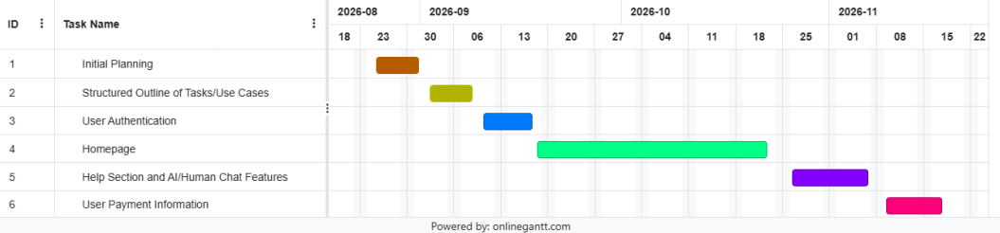 2026-08 2026-09 2026-10 2026-11
ID ⋮ Task Name ⋮
18 23 30 06 13 20 27 04 11 18 25 01 08 15 22
1 Initial Planning
2 Structured Outline of Tasks/Use Cases
3 User Authentication
4 Homepage
5 Help Section and AI/Human Chat Features
6 User Payment Information
Powered by: onlinegantt.com